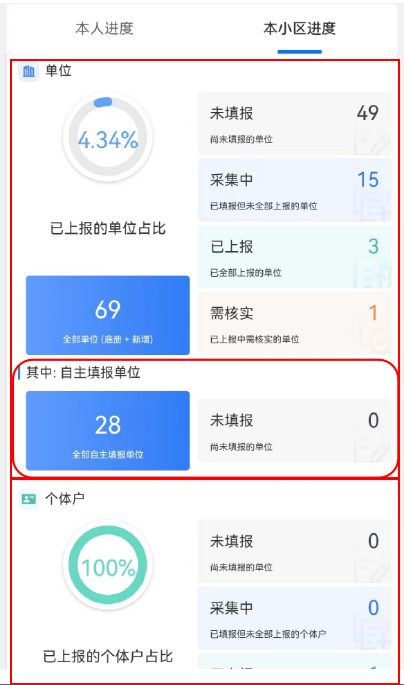 本人进度
本小区进度
单位
4.34%
已上报的单位占比
未填报 49
尚未填报的单位
采集中 15
已填报但未全部上报的单位
已上报 3
已全部上报的单位
69
全部单位 (底册 + 新增)
需核实 1
已上报中需核实的单位
其中: 自主填报单位
28
全部自主填报单位
未填报 0
尚未填报的单位
个体户
100%
已上报的个体户占比
未填报 0
尚未填报的单位
采集中 0
已填报但未全部上报的个体户